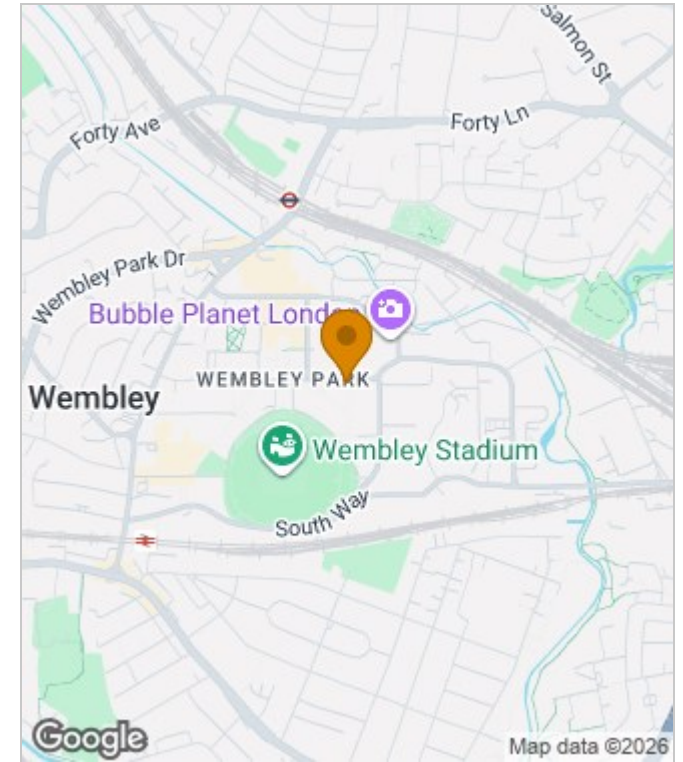 Salmon St
Forty Ave
Forty Ln
Wembley Park Dr
Bubble Planet London
WEMBLEY PARK
Wembley
Wembley Stadium
South Way
Google
Map data ©2026